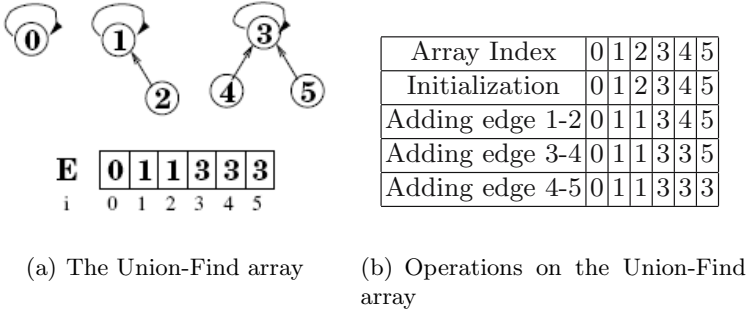 0 1 3
2 4 5
E 0 1 1 3 3 3
i 0 1 2 3 4 5
(a) The Union-Find array
Array Index 0 1 2 3 4 5
Initialization 0 1 2 3 4 5
Adding edge 1-2 0 1 1 3 4 5
Adding edge 3-4 0 1 1 3 3 5
Adding edge 4-5 0 1 1 3 3 3
(b) Operations on the Union-Find
array